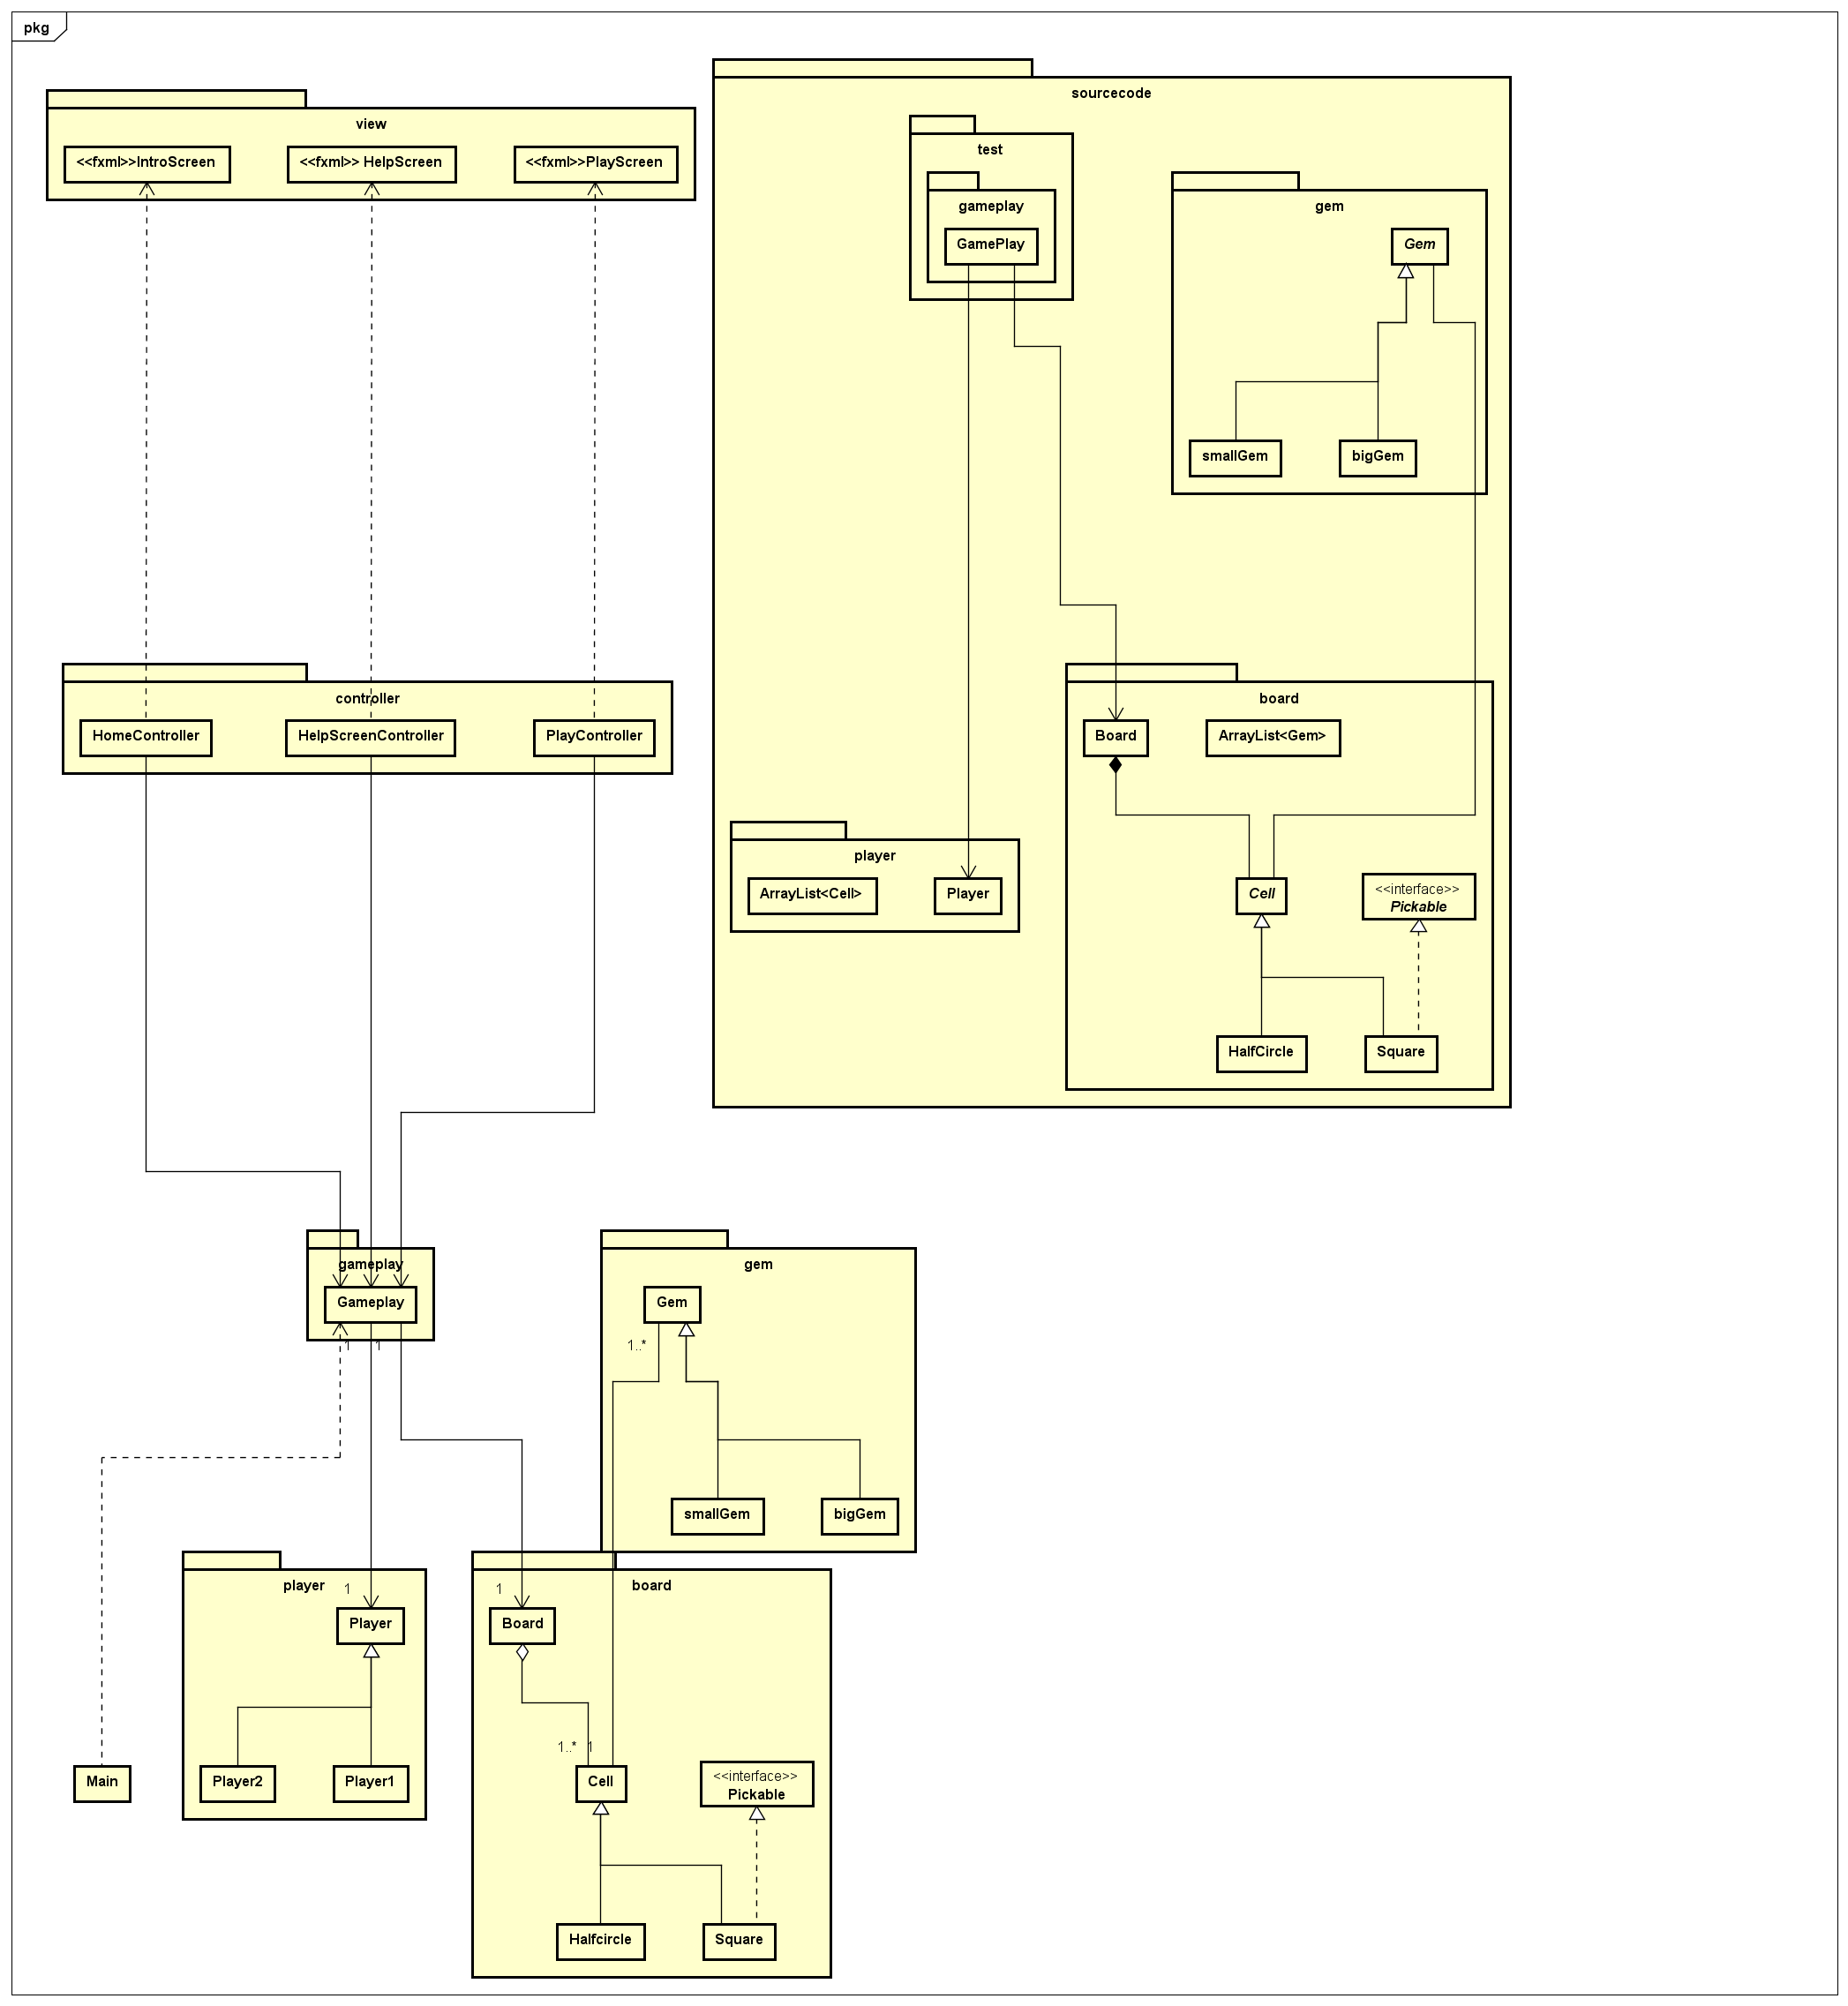 pkg
view
<<fxml>>IntroScreen
<<fxml>> HelpScreen
<<fxml>>PlayScreen
controller
HomeController
HelpScreenController
PlayController
sourcecode
test
gameplay
GamePlay
gem
Gem
smallGem
bigGem
board
Board
ArrayList<Gem>
Cell
<<interface>>
Pickable
HalfCircle
Square
player
ArrayList<Cell>
Player
gameplay
Gameplay
1
1
gem
Gem
1..*
smallGem
bigGem
player
1
Player
Player2
Player1
Main
board
1
Board
1..*
1
Cell
<<interface>>
Pickable
Halfcircle
Square